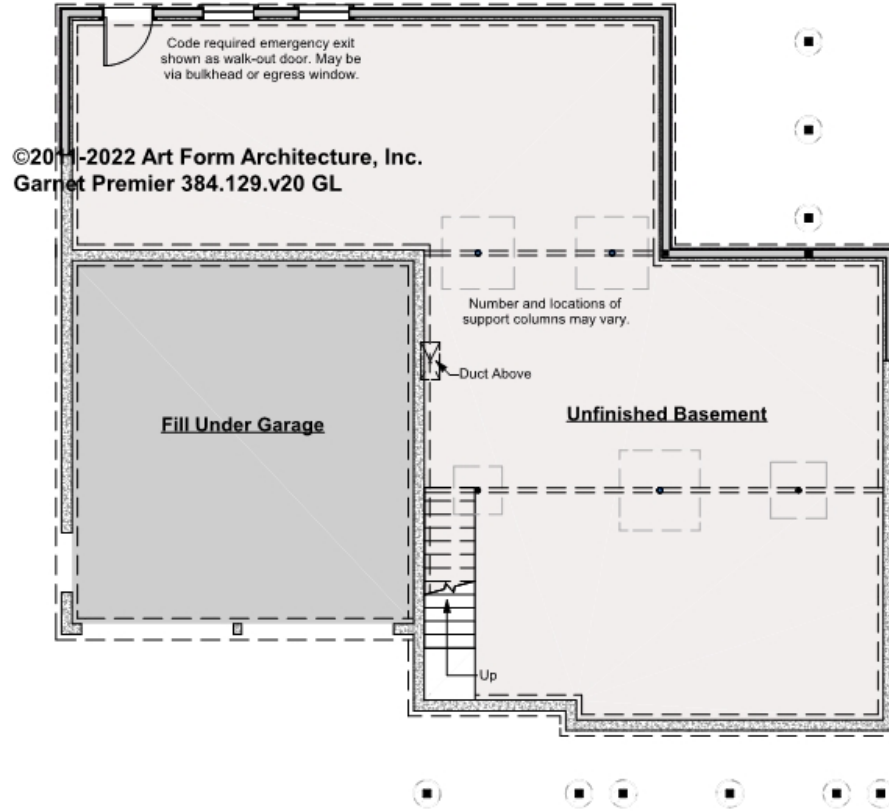 Code required emergency exit
shown as walk-out door. May be
via bulkhead or egress window.
©2011-2022 Art Form Architecture, Inc.
Garnet Premier 384.129.v20 GL
Number and locations of
support columns may vary.
Duct Above
Fill Under Garage
Unfinished Basement
Up